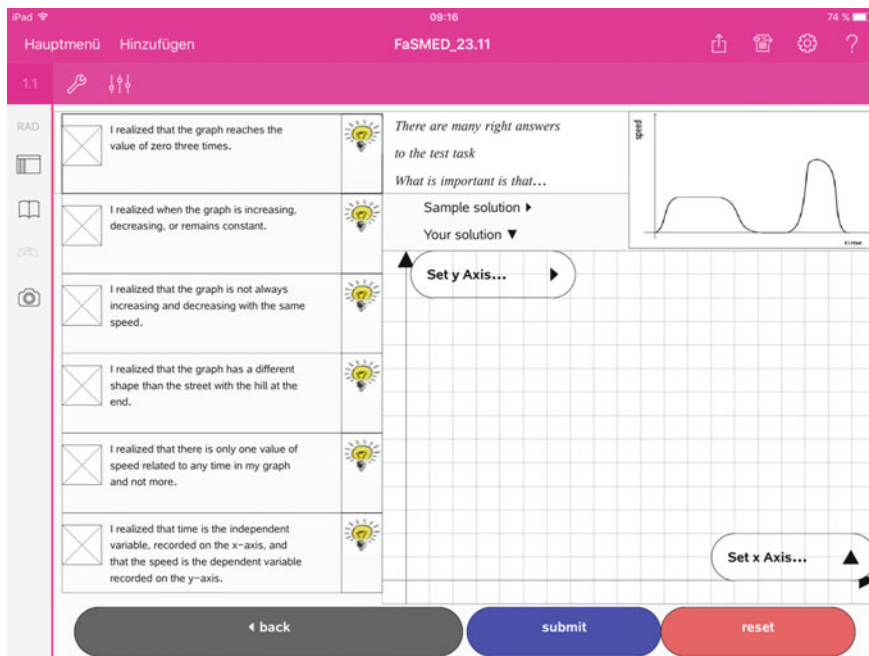 iPad
09:16
74 %
Hauptmenü Hinzufügen
FaSMED_23.11
?
1.1
RAD
I realized that the graph reaches the
value of zero three times.
I realized when the graph is increasing,
decreasing, or remains constant.
I realized that the graph is not always
increasing and decreasing with the same
speed.
I realized that the graph has a different
shape than the street with the hill at the
end.
I realized that there is only one value of
speed related to any time in my graph
and not more.
I realized that time is the independent
variable, recorded on the x-axis, and
that the speed is the dependent variable
recorded on the y-axis.
There are many right answers
to the test task
What is important is that...
Sample solution
Your solution
speed
time
Set y Axis...
Set x Axis...
back
submit
reset